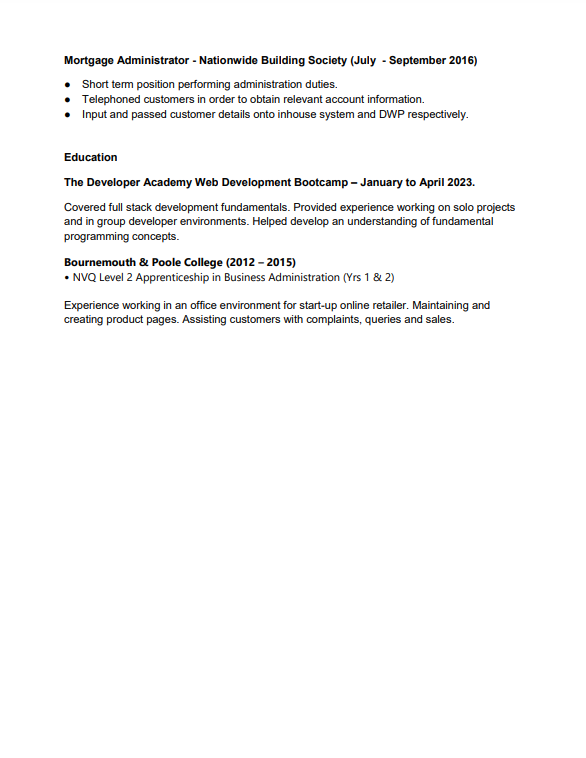 Mortgage Administrator - Nationwide Building Society (July  - September 2016)
● Short term position performing administration duties.
● Telephoned customers in order to obtain relevant account information.
● Input and passed customer details onto inhouse system and DWP respectively.
Education
The Developer Academy Web Development Bootcamp – January to April 2023.
Covered full stack development fundamentals. Provided experience working on solo projects
and in group developer environments. Helped develop an understanding of fundamental
programming concepts.
Bournemouth & Poole College (2012 – 2015)
• NVQ Level 2 Apprenticeship in Business Administration (Yrs 1 & 2)
Experience working in an office environment for start-up online retailer. Maintaining and
creating product pages. Assisting customers with complaints, queries and sales.